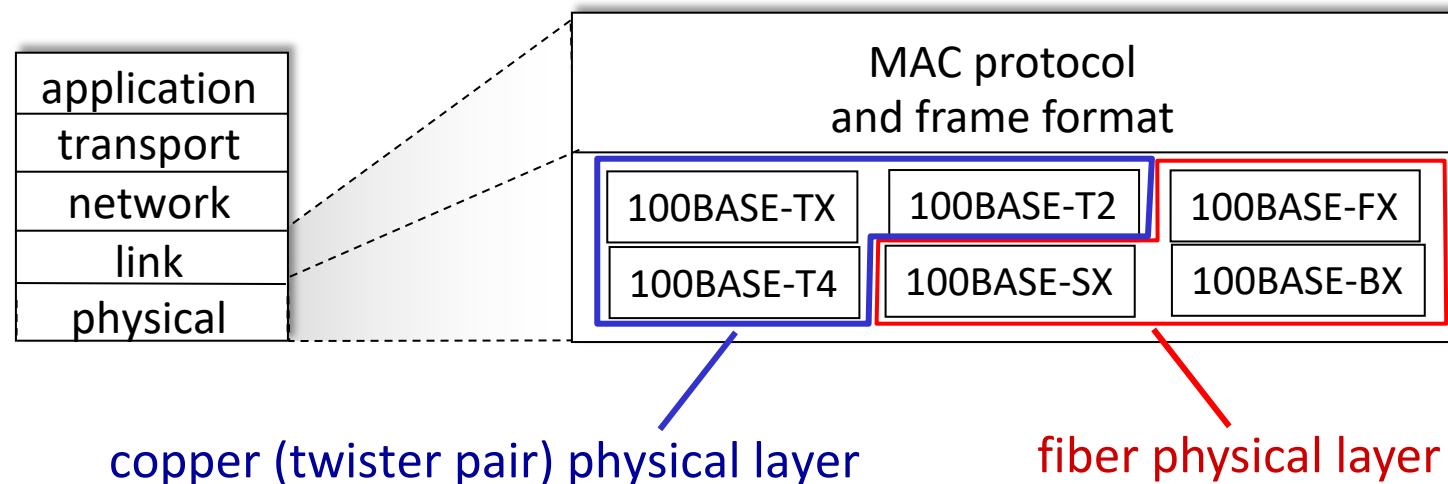 application
transport
network
link
physical
MAC protocol
and frame format
100BASE-TX
100BASE-T2
100BASE-FX
100BASE-T4
100BASE-SX
100BASE-BX
copper (twister pair) physical layer
fiber physical layer